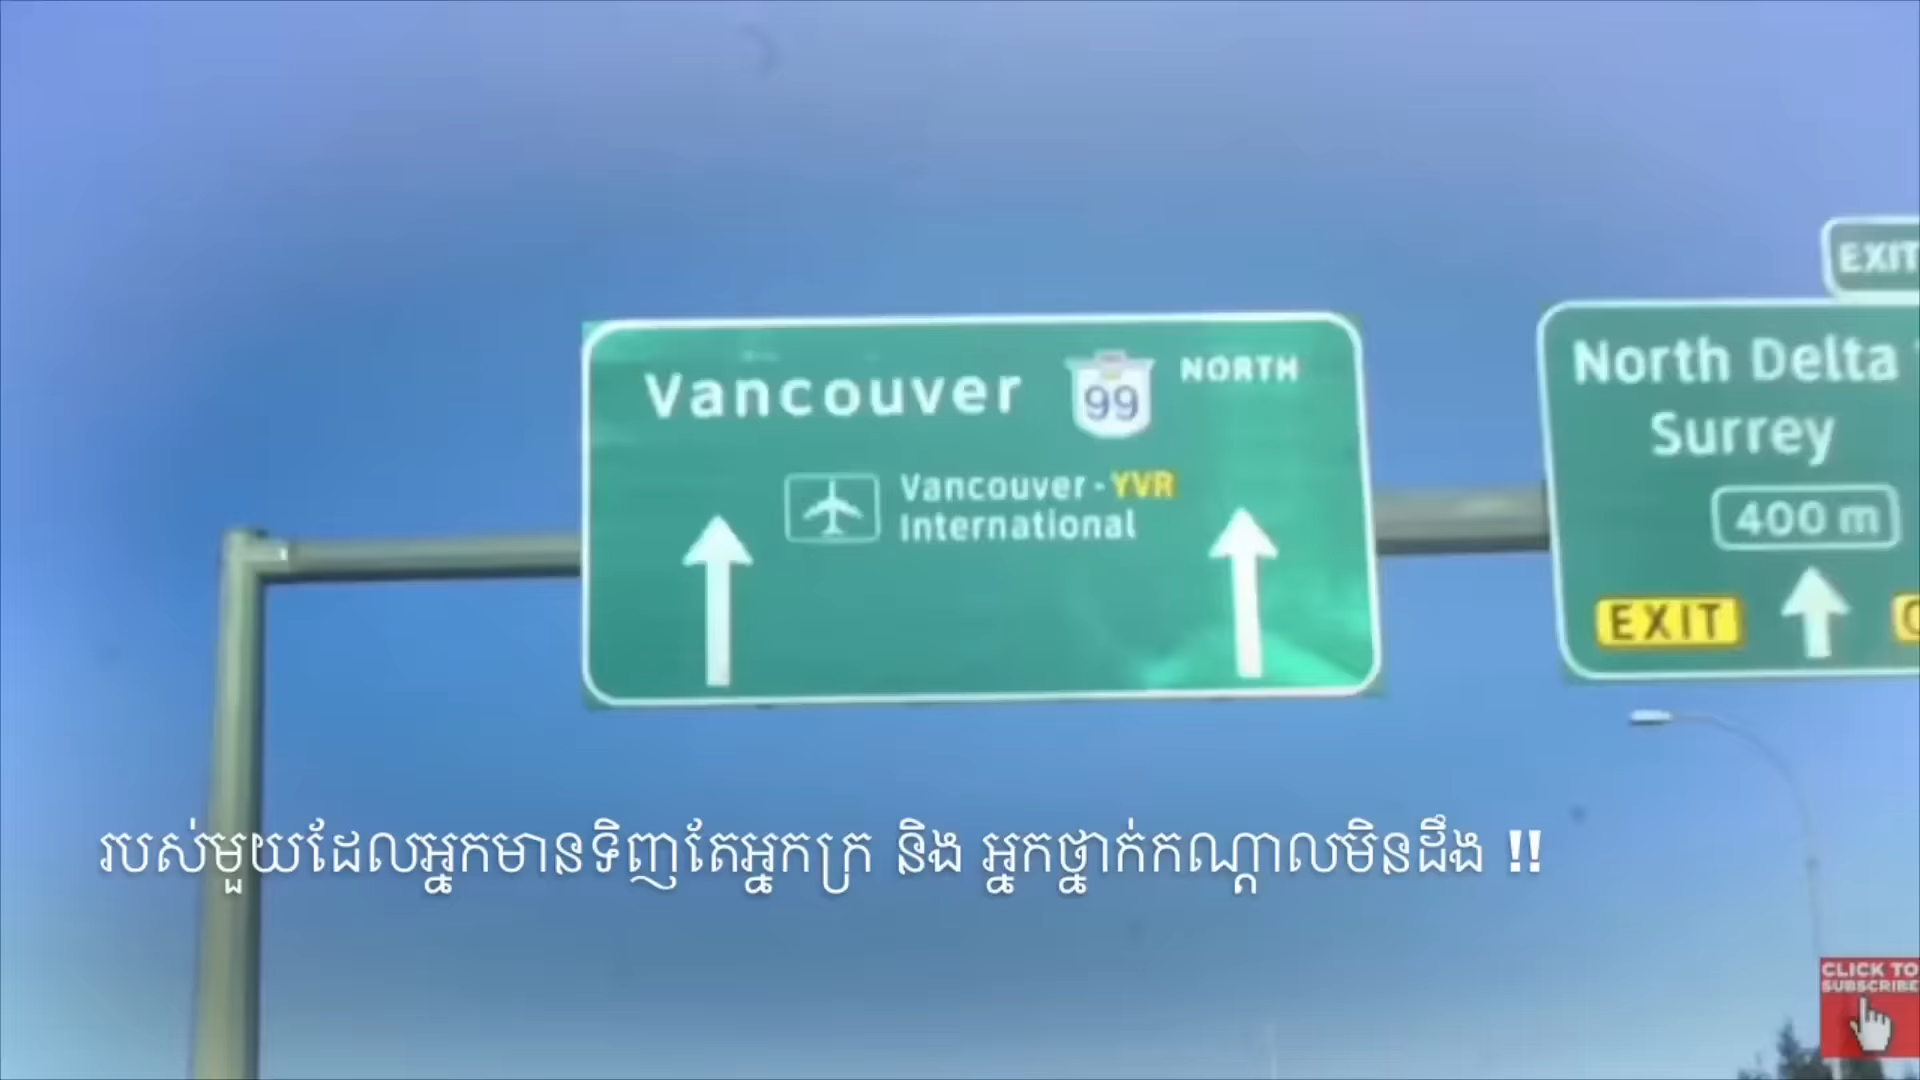 EXIT
Vancouver 99 NORTH
Vancouver - YVR
International
North Delta
Surrey
400 m
EXIT
របស់មួយដែលអ្នកមានទិញតែអ្នកក្រ និង អ្នកថ្នាក់កណ្តាលមិនដឹង !!
CLICK TO
SUBSCRIBE